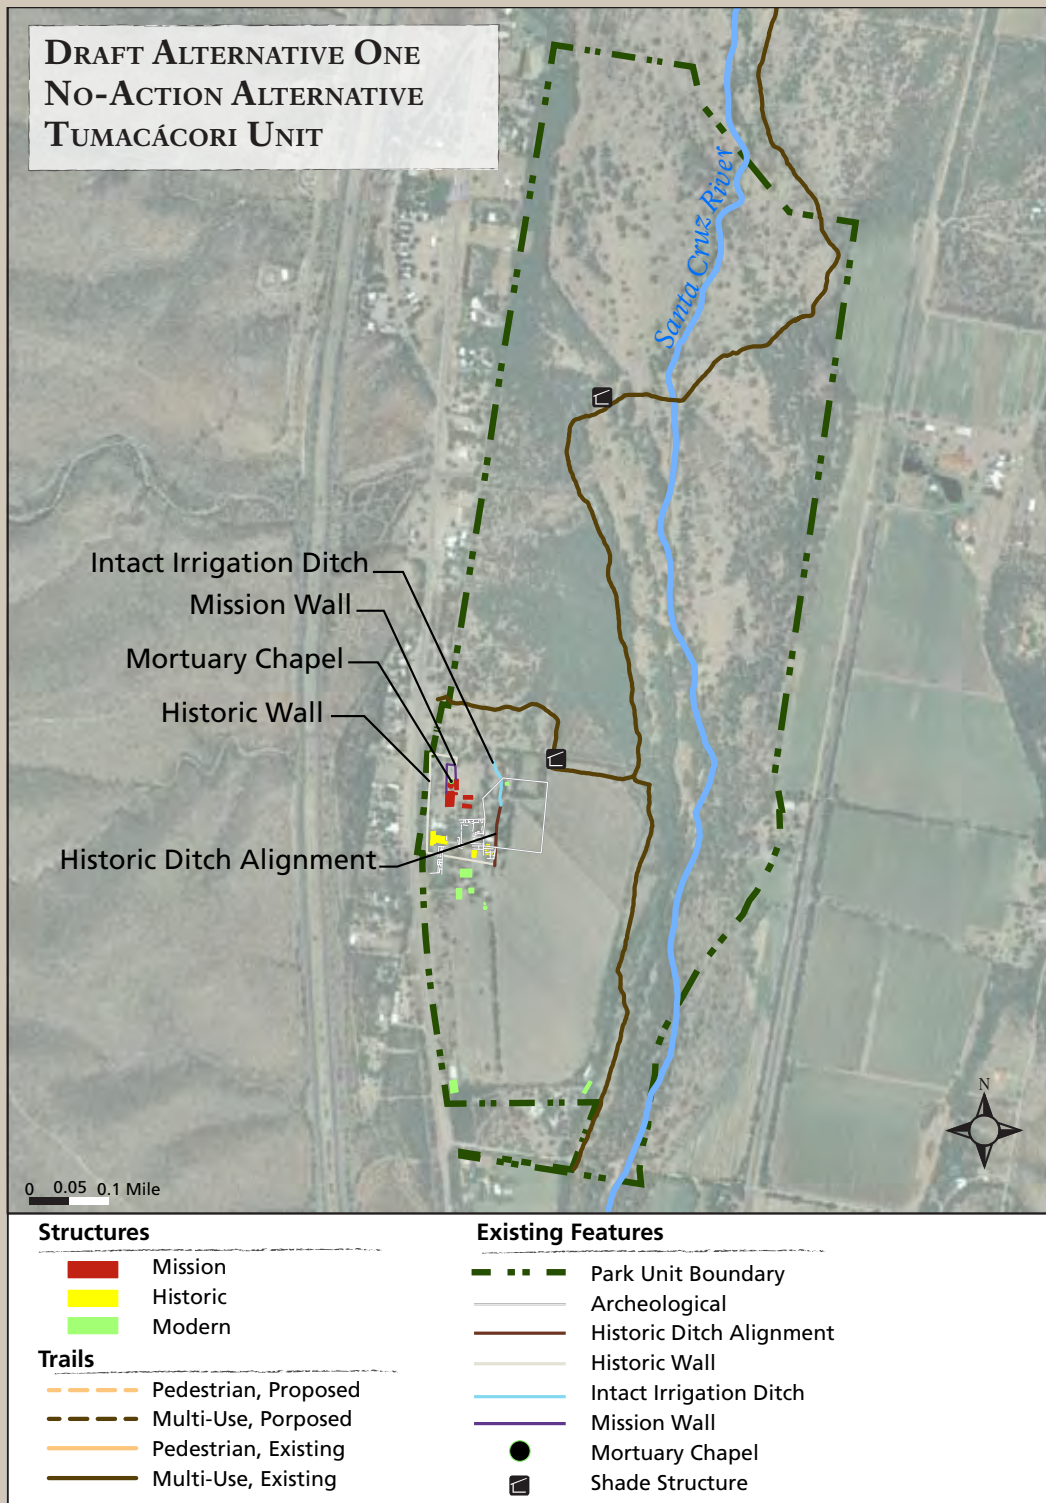 DRAFT ALTERNATIVE ONE
NO-ACTION ALTERNATIVE
TUMACÁCORI UNIT
Santa Cruz River
Intact Irrigation Ditch
Mission Wall
Mortuary Chapel
Historic Wall
Historic Ditch Alignment
N
0 0.05 0.1 Mile
Structures
Mission
Historic
Modern
Trails
Pedestrian, Proposed
Multi-Use, Porposed
Pedestrian, Existing
Multi-Use, Existing
Existing Features
Park Unit Boundary
Archeological
Historic Ditch Alignment
Historic Wall
Intact Irrigation Ditch
Mission Wall
Mortuary Chapel
Shade Structure